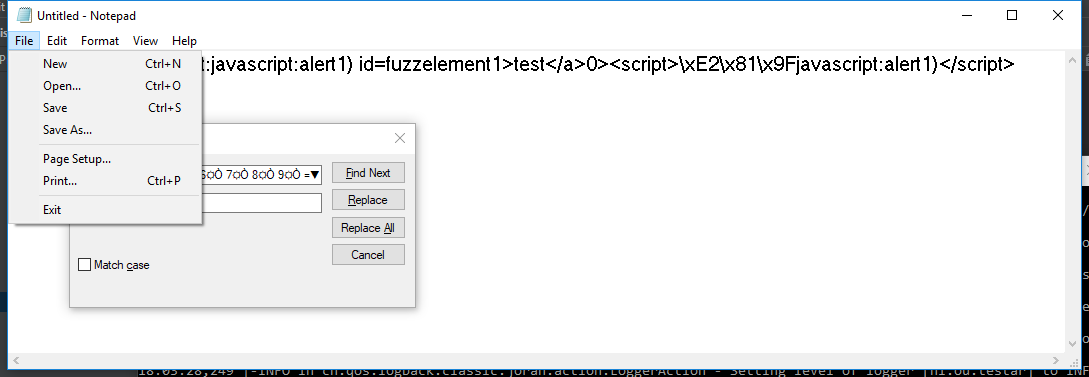 Untitled - Notepad
File Edit Format View Help
:javascript:alert1) id=fuzzelement1>test</a>0><script>\xE2\x81\x9Fjavascript:alert1)</script>
New Ctrl+N
Open... Ctrl+O
Save Ctrl+S
Save As...
Page Setup...
Print... Ctrl+P
Exit
7¤Ô 8¤Ô 9¤Ô =
Find Next
Replace
Replace All
Cancel
Match case
18:03:28,249 |-INFO in ch.qos.logback.classic.joran.action.LoggerAction - Setting level of logger [nl.ou.testar] to INF